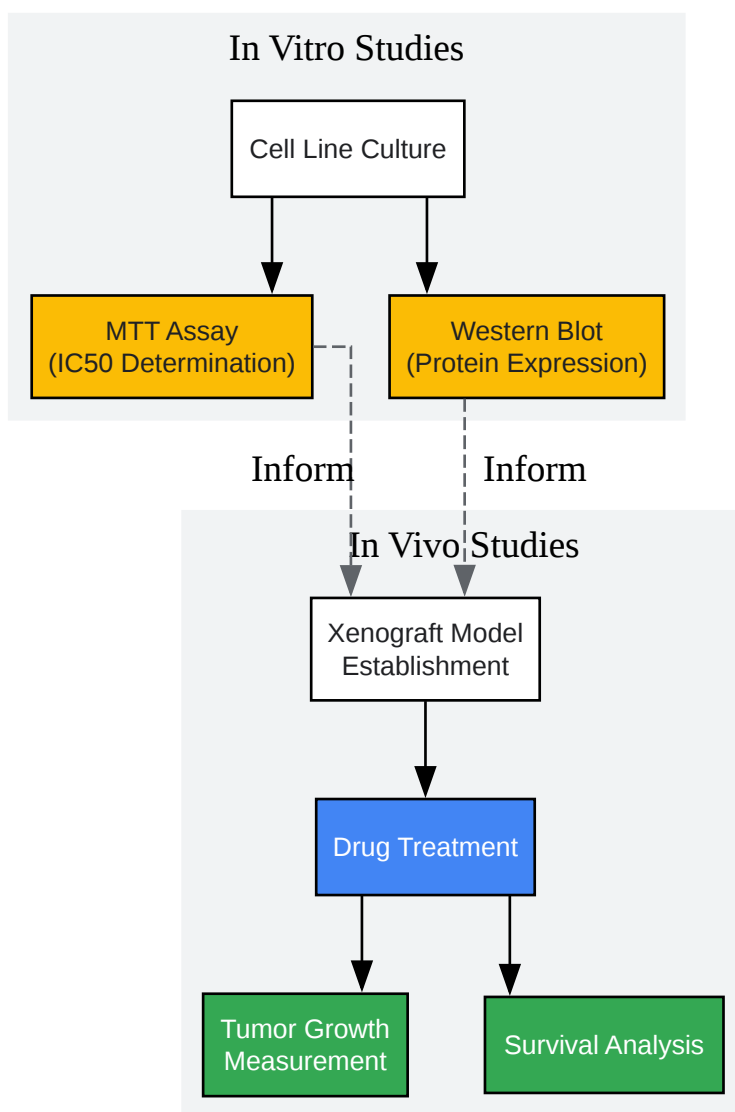 In Vitro Studies
Cell Line Culture
MTT Assay
(IC50 Determination)
Western Blot
(Protein Expression)
Inform
Inform
In Vivo Studies
Xenograft Model
Establishment
Drug Treatment
Tumor Growth
Measurement
Survival Analysis